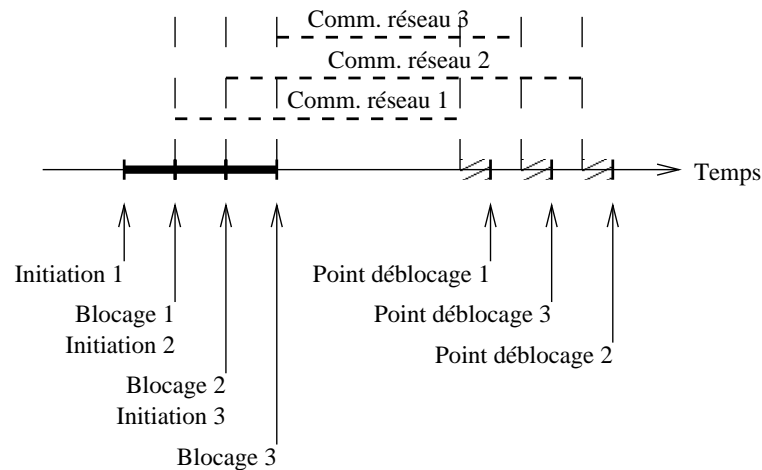 Comm. réseau 3
Comm. réseau 2
Comm. réseau 1
Temps
Initiation 1
Point déblocage 1
Blocage 1
Initiation 2
Point déblocage 3
Point déblocage 2
Blocage 2
Initiation 3
Blocage 3